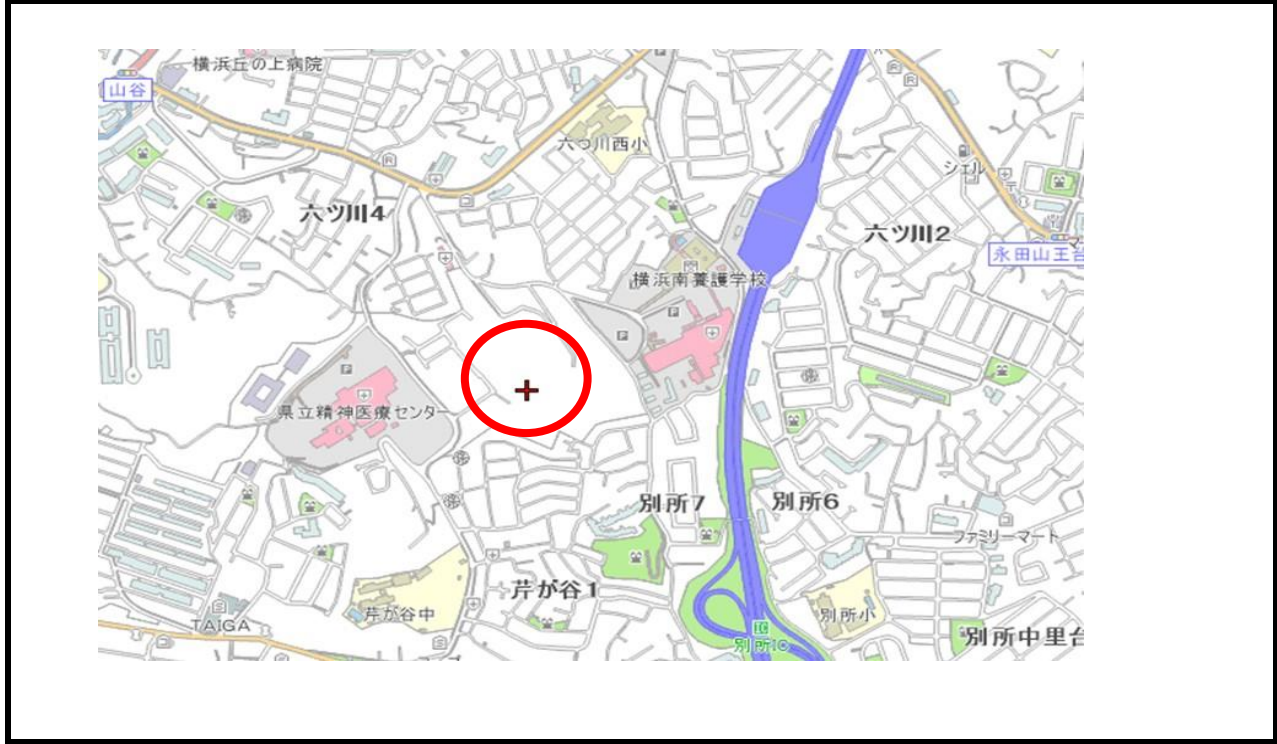 横浜丘の上病院
山谷
六つ川西小
シェル
六ツ川4
六ツ川2
永田山王台
横浜南養護学校
県立精神医療センター
別所7
別所6
ファミリーマート
芹が谷1
芹が谷中
TAIGA
別所小
別所IC
別所中里台